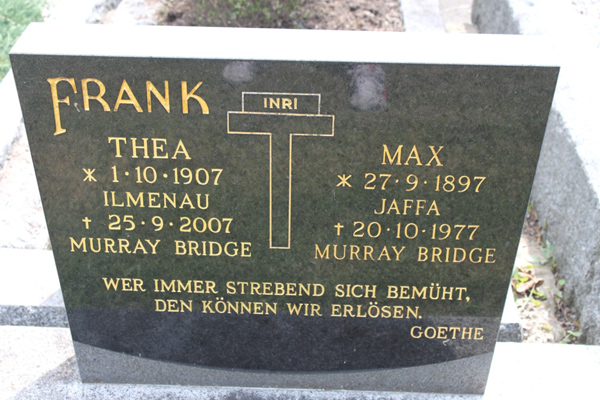 FRANK
INRI
THEA
* 1·10·1907
ILMENAU
† 25·9·2007
MURRAY BRIDGE
MAX
* 27·9·1897
JAFFA
† 20·10·1977
MURRAY BRIDGE
WER IMMER STREBEND SICH BEMÜHT,
DEN KÖNNEN WIR ERLÖSEN.
GOETHE